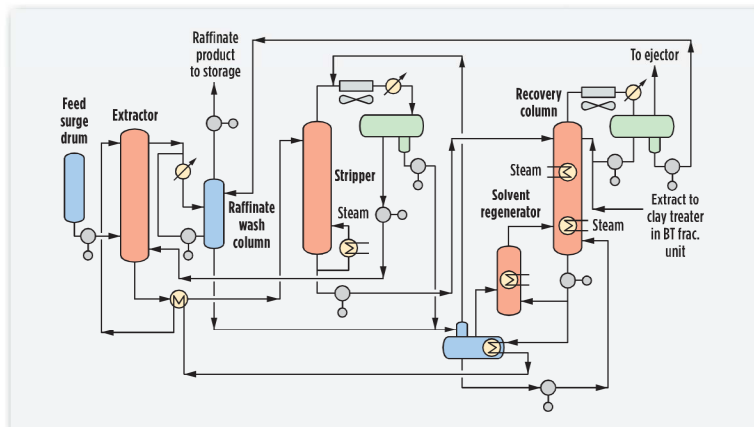 Raffinate
product
to storage
To ejector
Feed
surge
drum
Extractor
Recovery
column
Stripper
Steam
Solvent
regenerator
Raffinate
wash
column
Steam
Steam
Extract to
clay treater
in BT frac.
unit